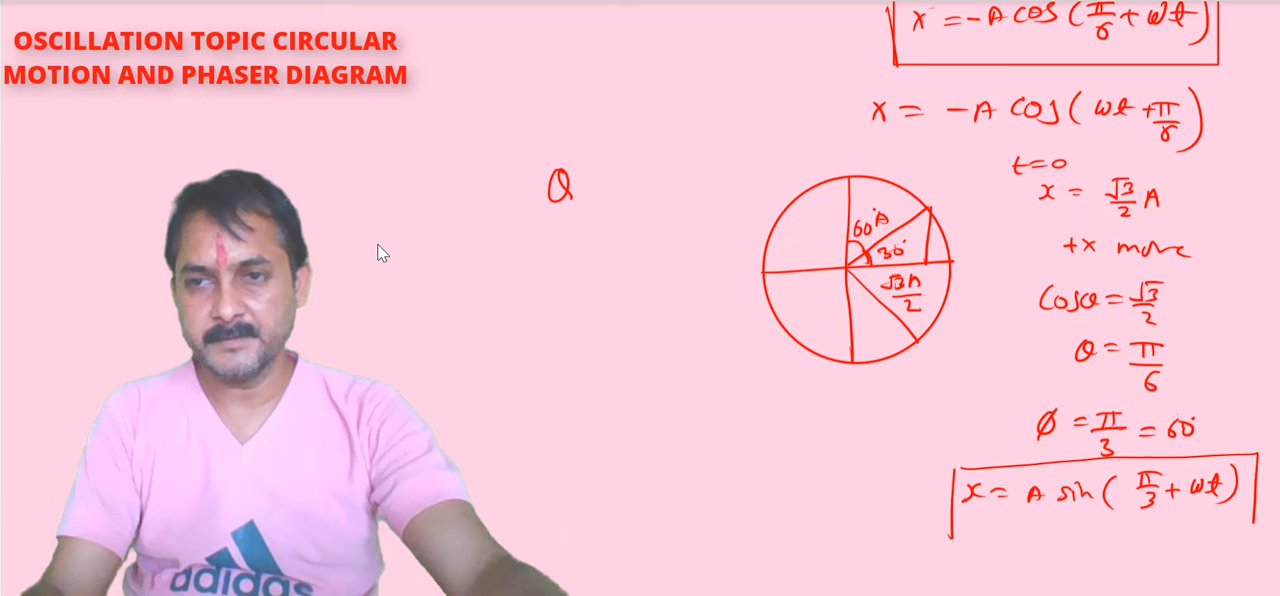 OSCILLATION TOPIC CIRCULAR
MOTION AND PHASER DIAGRAM
x = -A cos ( π/6 + ωt )
x = -A cos ( ωt + π/6 )
t=0
x = √3/2 A
+x move
cosθ = √3/2
θ = π/6
ϕ = π/3 = 60°
x = A sin ( π/3 + ωt )
Q
60° A
30°
√3A/2
adidas